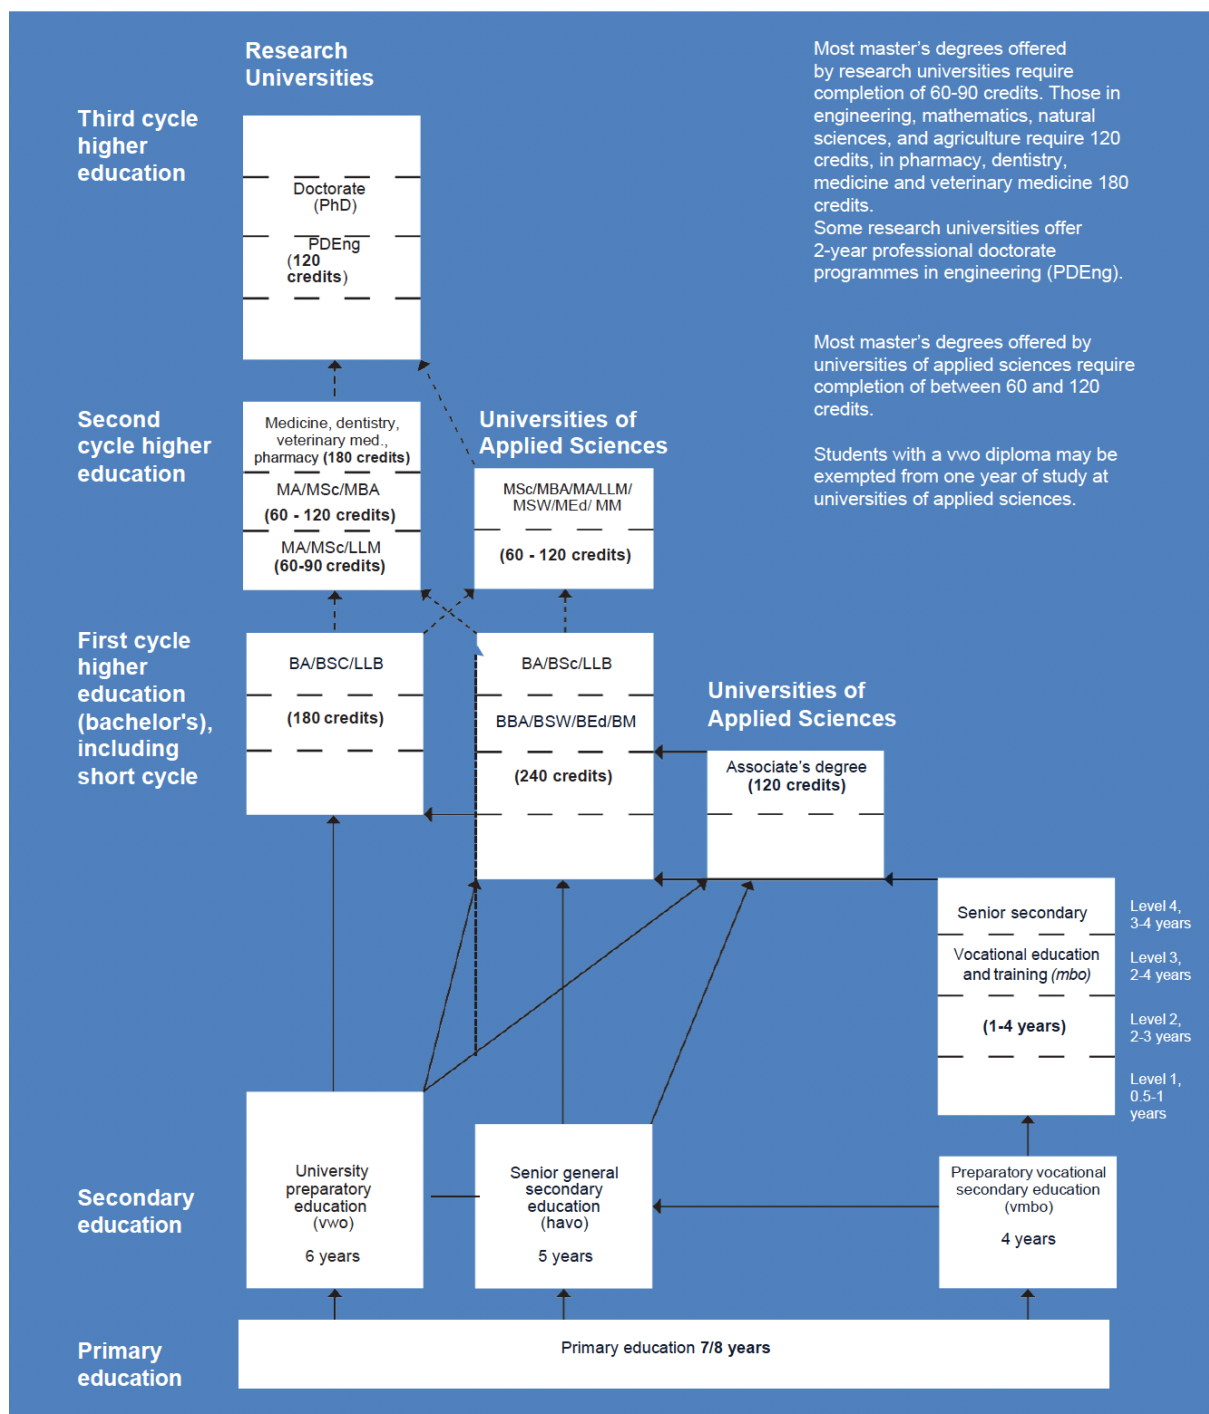 Research
Universities
Most master's degrees offered
by research universities require
completion of 60-90 credits. Those in
engineering, mathematics, natural
sciences, and agriculture require 120
credits, in pharmacy, dentistry,
medicine and veterinary medicine 180
credits.
Some research universities offer
2-year professional doctorate
programmes in engineering (PDEng).
Third cycle
higher
education
Doctorate
(PhD)
PDEng
(120
credits)
Most master's degrees offered by
universities of applied sciences require
completion of between 60 and 120
credits.
Students with a vwo diploma may be
exempted from one year of study at
universities of applied sciences.
Second
cycle higher
education
Medicine, dentistry,
veterinary med.,
pharmacy (180 credits)
MA/MSc/MBA
(60 - 120 credits)
MA/MSc/LLM
(60-90 credits)
Universities of
Applied Sciences
MSc/MBA/MA/LLM/
MSW/MEd/ MM
(60 - 120 credits)
First cycle
higher
education
(bachelor's),
including
short cycle
BA/BSC/LLB
(180 credits)
BA/BSc/LLB
BBA/BSW/BEd/BM
(240 credits)
Universities of
Applied Sciences
Associate's degree
(120 credits)
Senior secondary
Vocational education
and training (mbo)
(1-4 years)
Level 4,
3-4 years
Level 3,
2-4 years
Level 2,
2-3 years
Level 1,
0.5-1
years
Secondary
education
University
preparatory
education
(vwo)
6 years
Senior general
secondary
education
(havo)
5 years
Preparatory vocational
secondary education
(vmbo)
4 years
Primary
education
Primary education 7/8 years